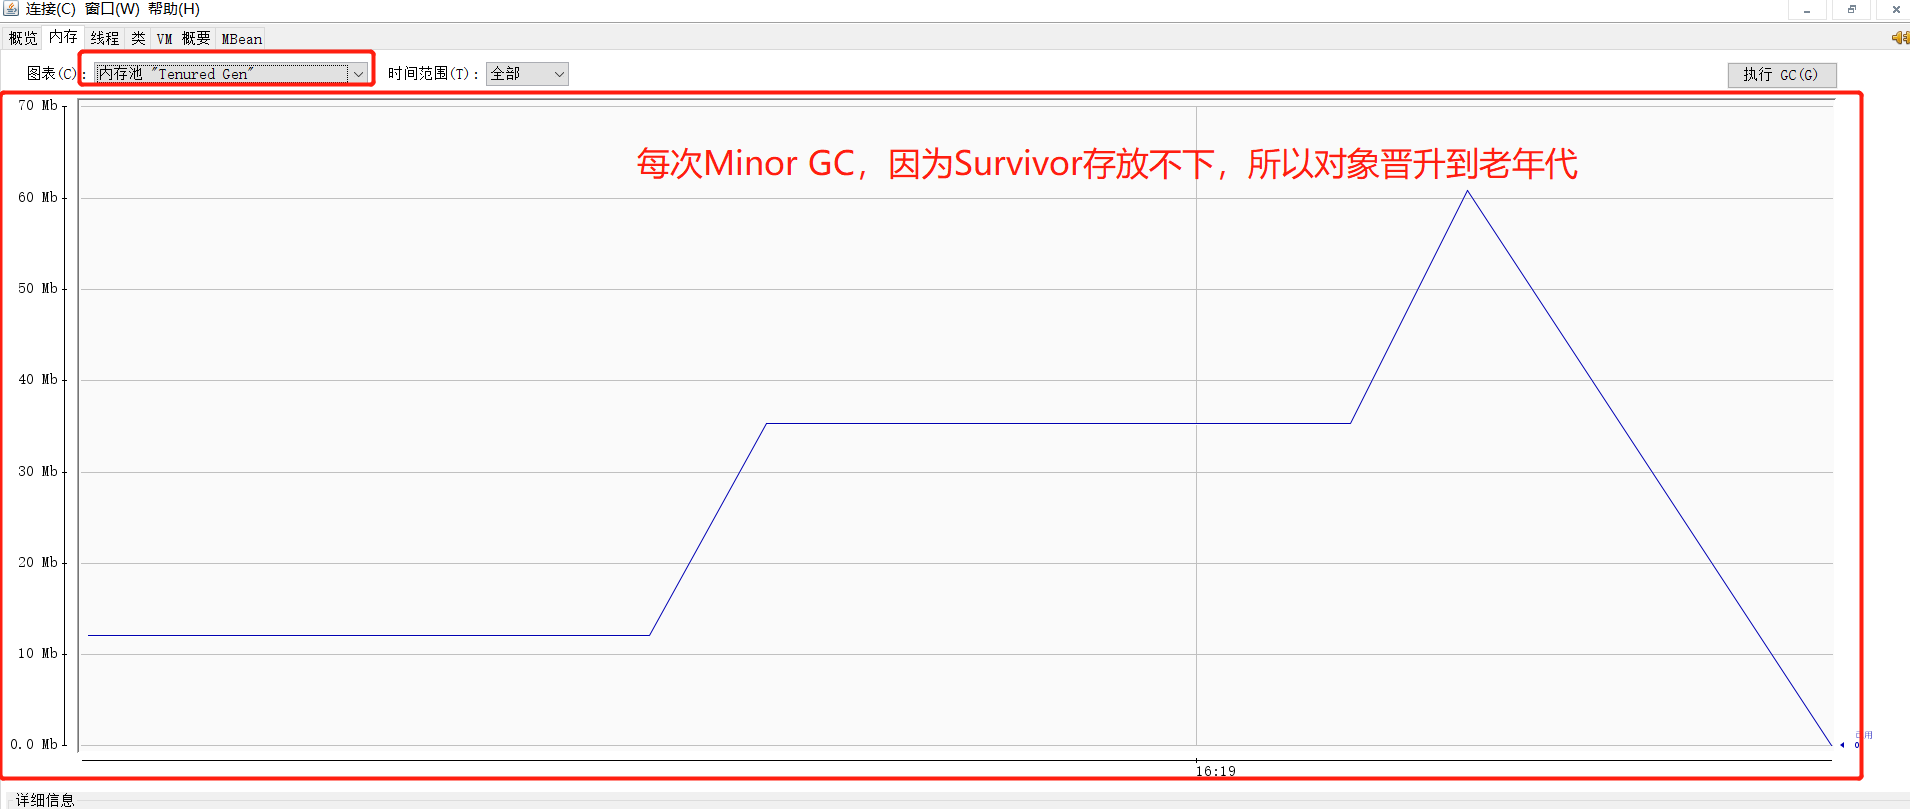 连接(C) 窗口(W) 帮助(H)
概览 内存 线程 类 VM 概要 MBean
图表(C): 内存池 "Tenured Gen" 时间范围(T): 全部 执行 GC(G)
70 Mb
每次Minor GC，因为Survivor存放不下，所以对象晋升到老年代
60 Mb
50 Mb
40 Mb
30 Mb
20 Mb
10 Mb
已用
0.0 Mb 0
16:19
详细信息